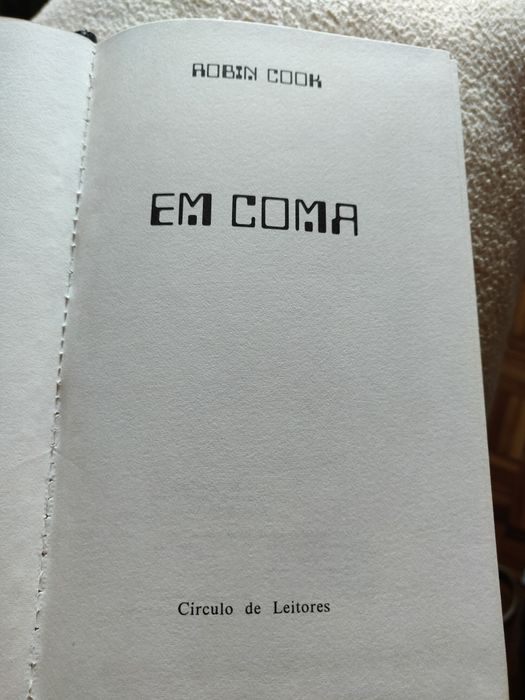 ROBIN COOK
EM COMA
Círculo de Leitores